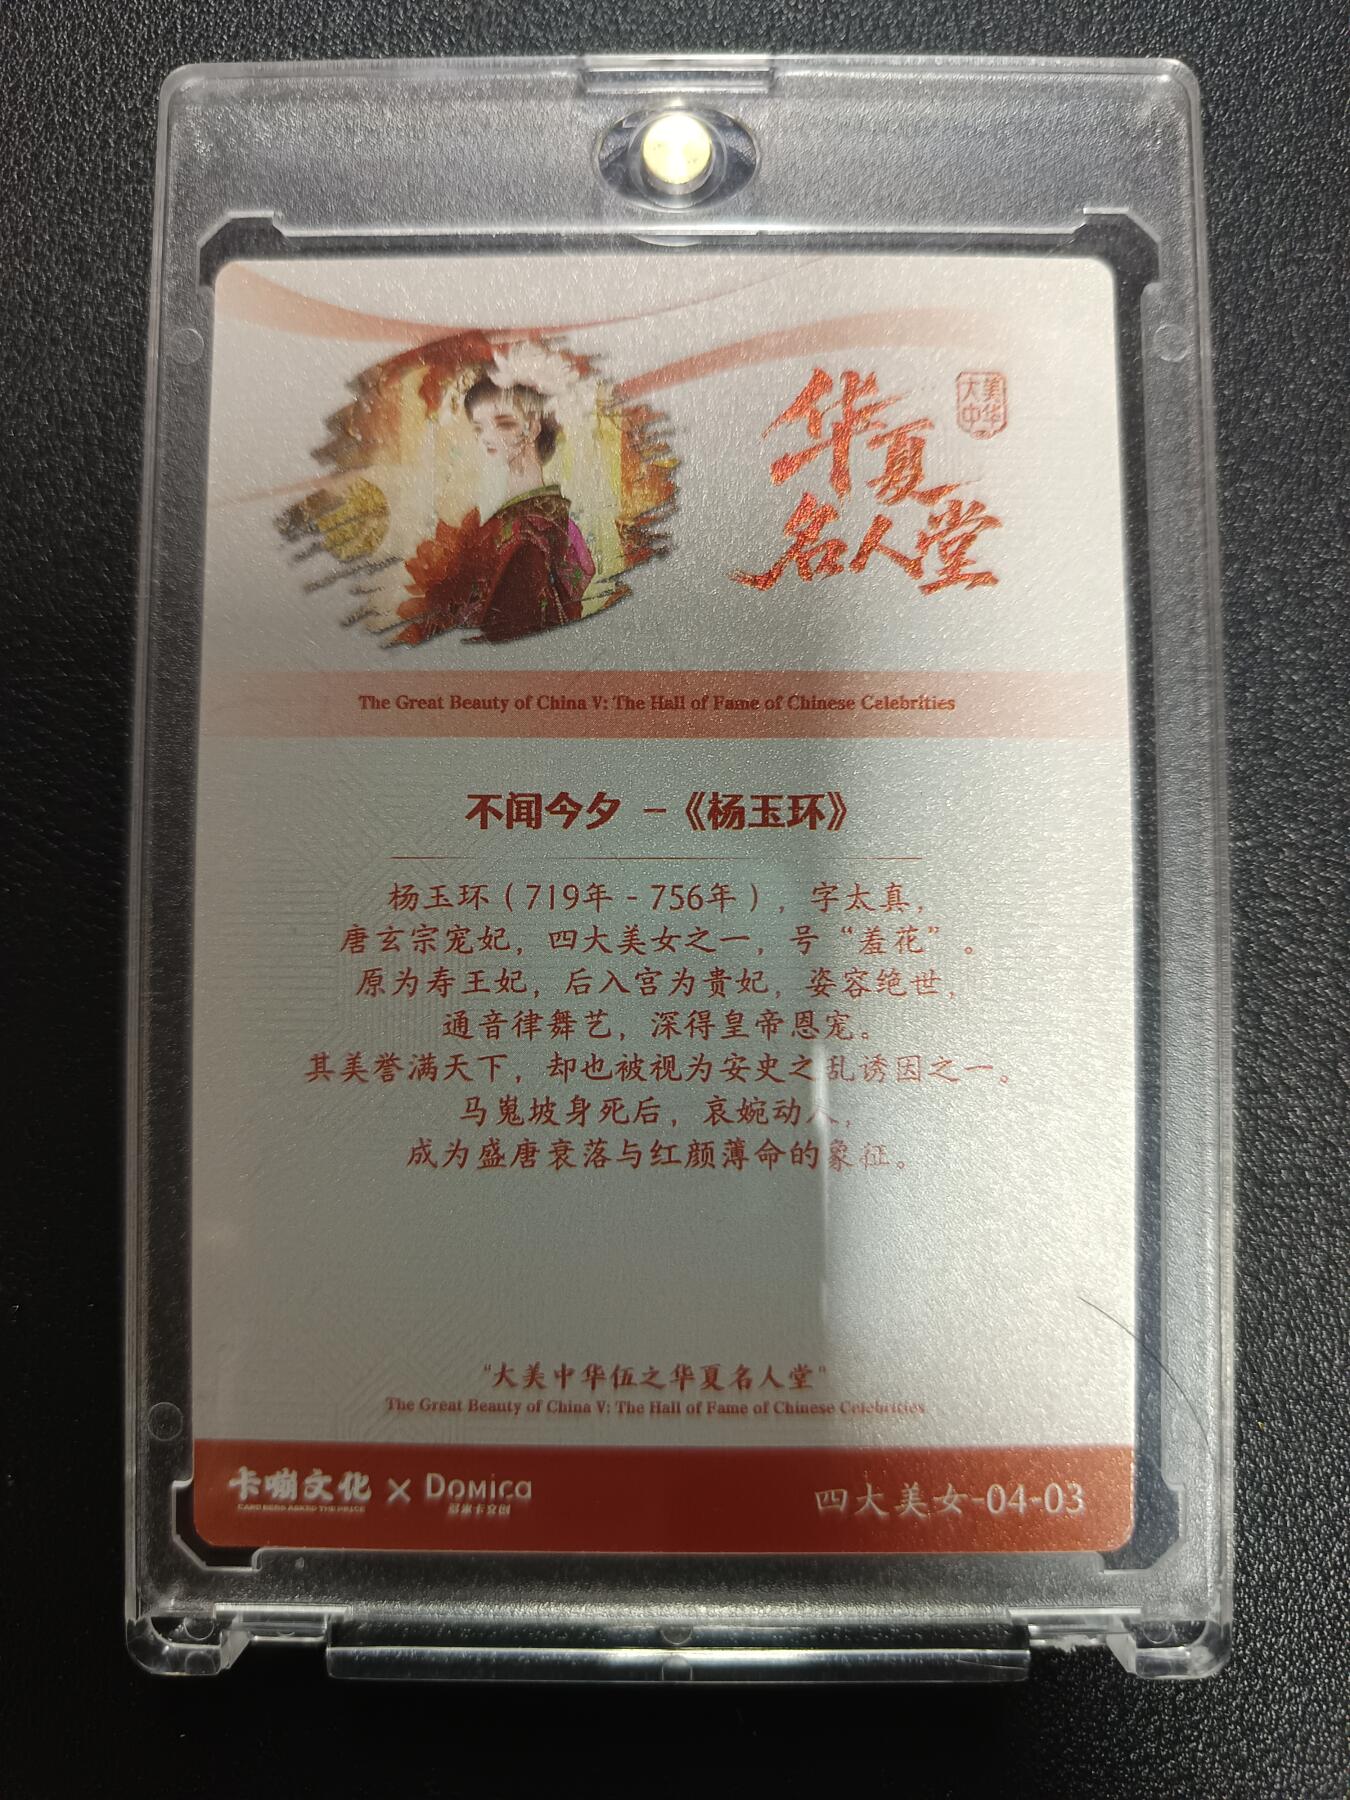 华夏
名人堂
大美
中华
The Great Beauty of China V: The Hall of Fame of Chinese Celebrities
不闻今夕 -《杨玉环》
杨玉环（719年 - 756年），字太真，
唐玄宗宠妃，四大美女之一，号“羞花”。
原为寿王妃，后入宫为贵妃，姿容绝世，
通音律舞艺，深得皇帝恩宠。
其美誉满天下，却也被视为安史之乱诱因之一。
马嵬坡身死后，哀婉动人，
成为盛唐衰落与红颜薄命的象征。
“大美中华伍之华夏名人堂”
The Great Beauty of China V: The Hall of Fame of Chinese Celebrities
卡嘣文化 × Domica
多米卡文创
四大美女-04-03